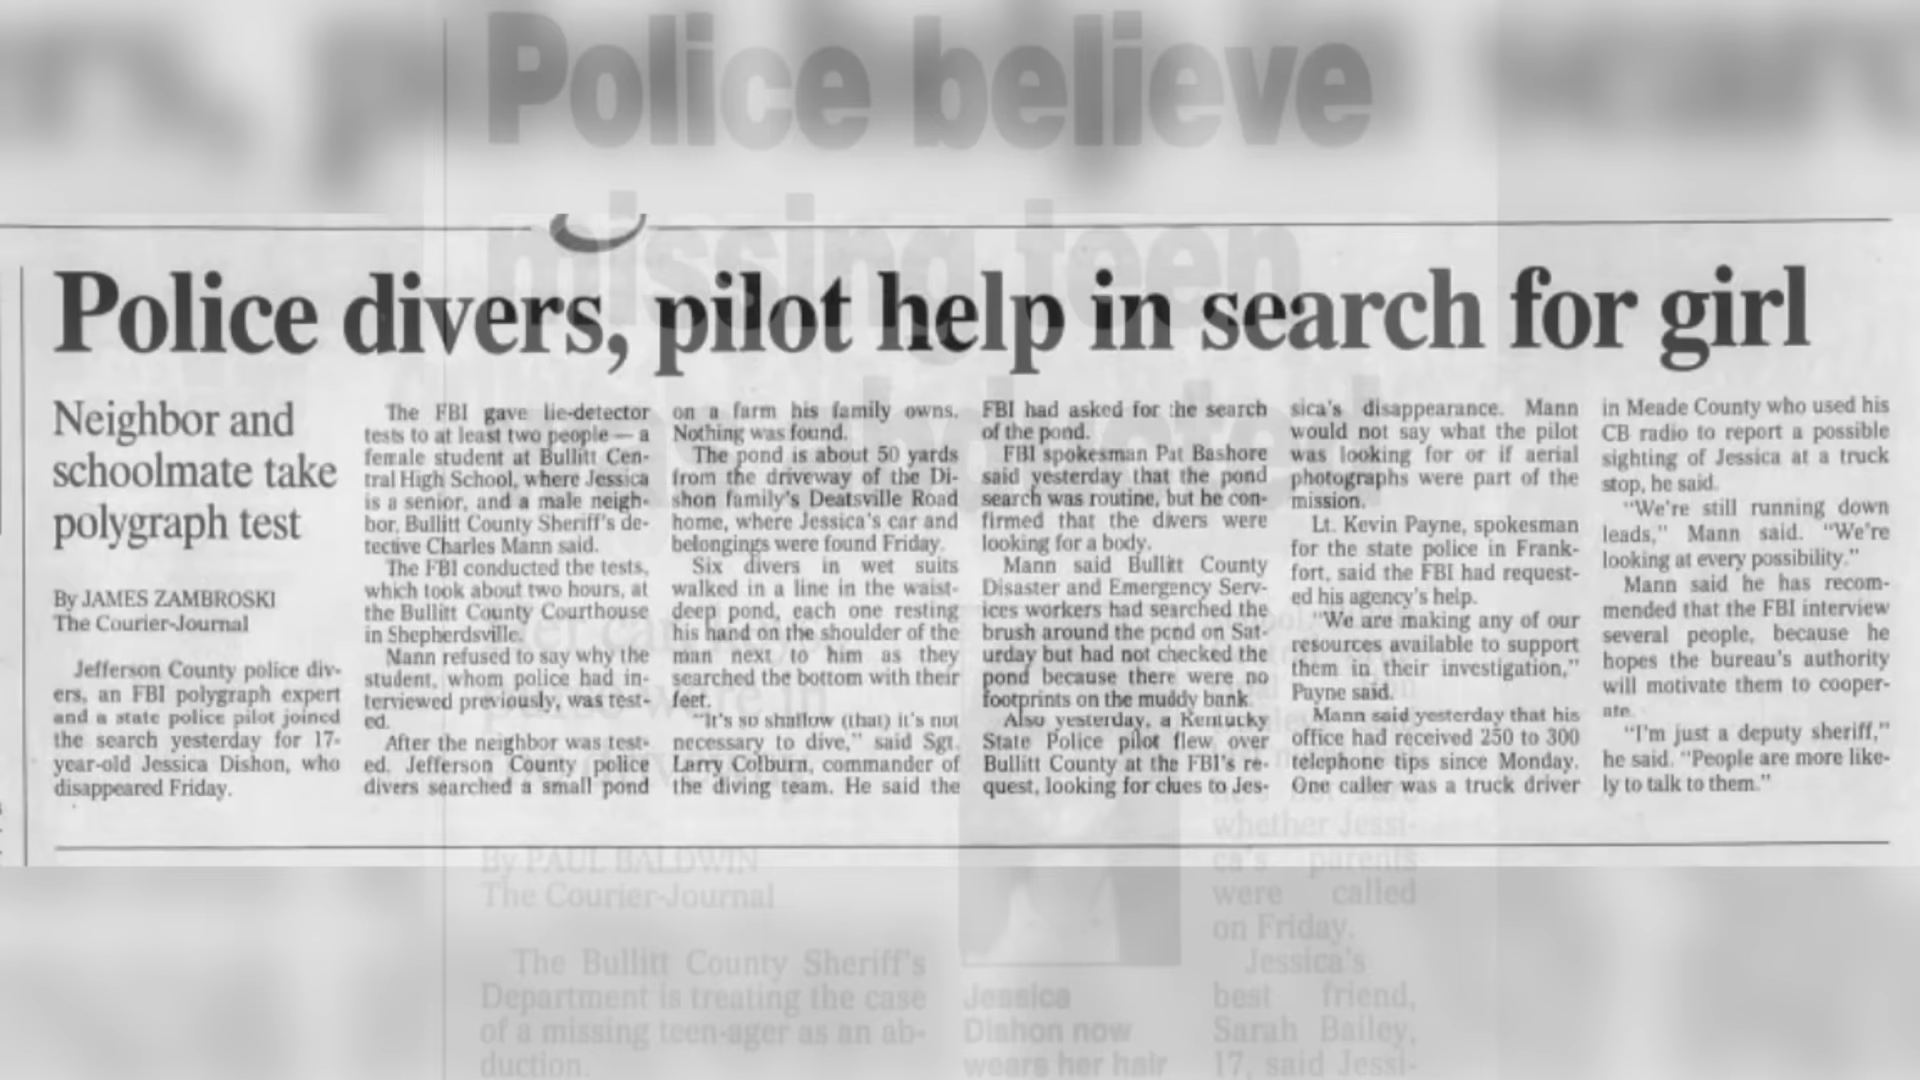 Police believe
missing teen
Police divers, pilot help in search for girl
Neighbor and
schoolmate take
polygraph test
By JAMES ZAMBROSKI
The Courier-Journal
Jefferson County police div-
ers, an FBI polygraph expert
and a state police pilot joined
the search yesterday for 17-
year-old Jessica Dishon, who
disappeared Friday.
The FBI gave lie-detector
tests to at least two people — a
female student at Bullitt Cen-
tral High School, where Jessica
is a senior, and a male neigh-
bor, Bullitt County Sheriff's de-
tective Charles Mann said.
The FBI conducted the tests,
which took about two hours, at
the Bullitt County Courthouse
in Shepherdsville.
Mann refused to say why the
student, whom police had in-
terviewed previously, was test-
ed.
After the neighbor was test-
ed, Jefferson County police
divers searched a small pond
on a farm his family owns.
Nothing was found.
The pond is about 50 yards
from the driveway of the Di-
shon family's Deatsville Road
home, where Jessica's car and
belongings were found Friday.
Six divers in wet suits
walked in a line in the waist-
deep pond, each one resting
his hand on the shoulder of the
man next to him as they
searched the bottom with their
feet.
"It's so shallow (that) it's not
necessary to dive," said Sgt.
Larry Colburn, commander of
the diving team. He said the
FBI had asked for the search
of the pond.
FBI spokesman Pat Bashore
said yesterday that the pond
search was routine, but he con-
firmed that the divers were
looking for a body.
Mann said Bullitt County
Disaster and Emergency Serv-
ices workers had searched the
brush around the pond on Sat-
urday but had not checked the
pond because there were no
footprints on the muddy bank.
Also yesterday, a Kentucky
State Police pilot flew over
Bullitt County at the FBI's re-
quest, looking for clues to Jes-
sica's disappearance. Mann
would not say what the pilot
was looking for or if aerial
photographs were part of the
mission.
Lt. Kevin Payne, spokesman
for the state police in Frank-
fort, said the FBI had request-
ed his agency's help.
"We are making any of our
resources available to support
them in their investigation,"
Payne said.
Mann said yesterday that his
office had received 250 to 300
telephone tips since Monday.
One caller was a truck driver
in Meade County who used his
CB radio to report a possible
sighting of Jessica at a truck
stop, he said.
"We're still running down
leads," Mann said. "We're
looking at every possibility."
Mann said he has recom-
mended that the FBI interview
several people, because he
hopes the bureau's authority
will motivate them to cooper-
ate.
"I'm just a deputy sheriff,"
he said. "People are more like-
ly to talk to them."
By PAUL BALDWIN
The Courier-Journal
The Bullitt County Sheriff's
Department is treating the case
of a missing teen-ager as an ab-
duction.
Jessica
Dishon now
wears her hair
whether Jessi-
ca's parents
were called
on Friday.
Jessica's
best friend,
Sarah Bailey,
17, said Jessi-